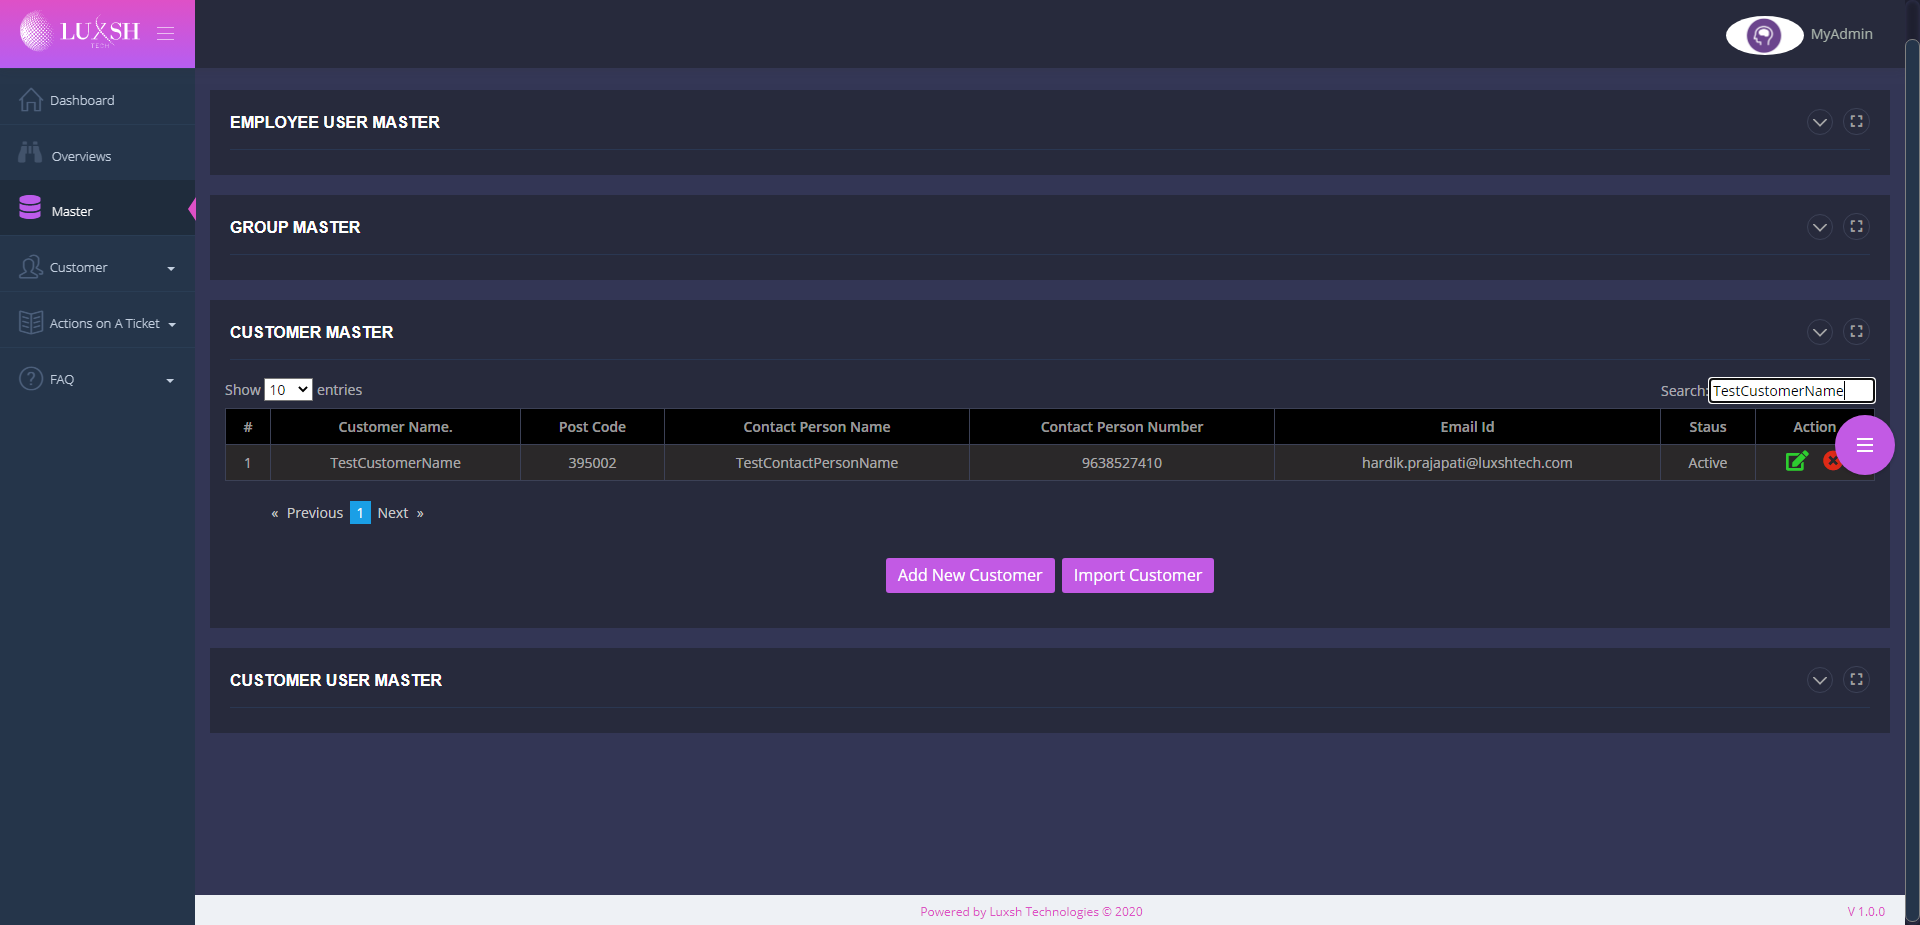 LUXSH
TECH
MyAdmin
Dashboard
Overviews
Master
Customer
Actions on A Ticket
FAQ
EMPLOYEE USER MASTER
GROUP MASTER
CUSTOMER MASTER
Show 10 entries
Search: TestCustomerName
# Customer Name. Post Code Contact Person Name Contact Person Number Email Id Staus Action
1 TestCustomerName 395002 TestContactPersonName 9638527410 hardik.prajapati@luxshtech.com Active
« Previous 1 Next »
Add New Customer Import Customer
CUSTOMER USER MASTER
Powered by Luxsh Technologies © 2020
V 1.0.0